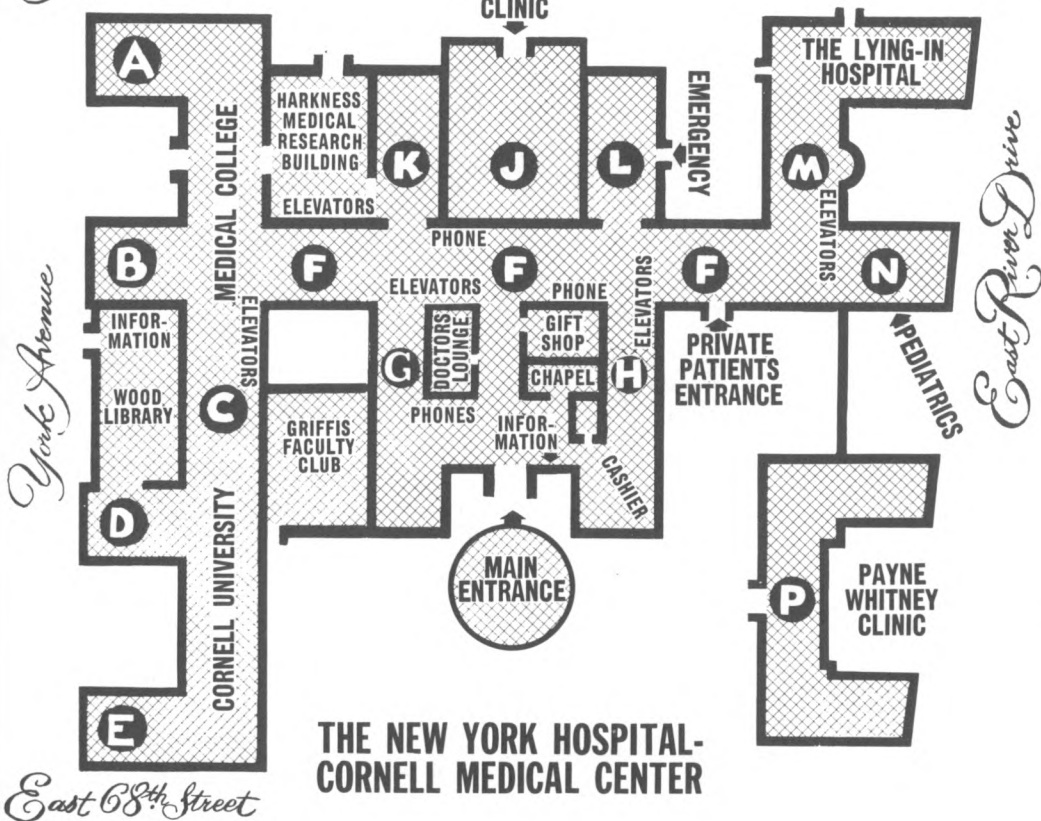 CLINIC
A
THE LYING-IN
HOSPITAL
HARKNESS
MEDICAL
RESEARCH
BUILDING
K
J
L
EMERGENCY
M
ELEVATORS
MEDICAL COLLEGE
ELEVATORS
PHONE
B
F
F
F
N
ELEVATORS
PHONE
ELEVATORS
East River Drive
York Avenue
INFOR-
MATION
ELEVATORS
DOCTORS
LOUNGE
GIFT
SHOP
PRIVATE
PATIENTS
ENTRANCE
PEDIATRICS
G
CHAPEL
H
WOOD
LIBRARY
C
PHONES
GRIFFIS
FACULTY
CLUB
INFOR-
MATION
CASHIER
D
CORNELL UNIVERSITY
MAIN
ENTRANCE
P
PAYNE
WHITNEY
CLINIC
E
THE NEW YORK HOSPITAL-
CORNELL MEDICAL CENTER
East 68th Street